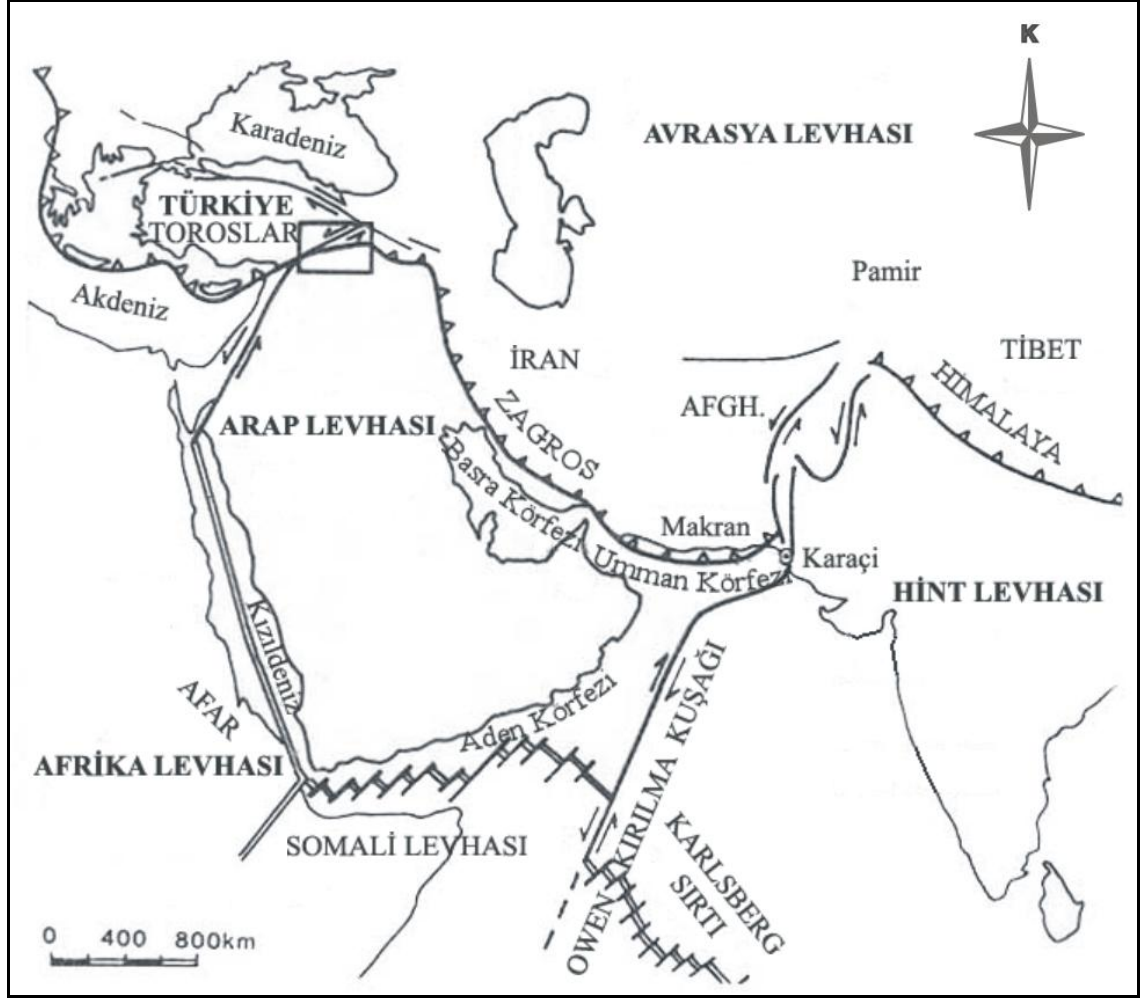 K
Karadeniz
AVRASYA LEVHASI
TÜRKİYE
TOROSLAR
Pamir
Akdeniz
TİBET
İRAN
HİMALAYA
AFGH.
ZAGROS
ARAP LEVHASI
Basra Körfezi
Makran
Karaçi
Umman Körfezi
HİNT LEVHASI
Kızıldeniz
AFAR
Aden Körfezi
AFRİKA LEVHASI
SOMALİ LEVHASI
OWEN KIRILMA KUŞAĞI
KARLSBERG
SIRTI
0 400 800km